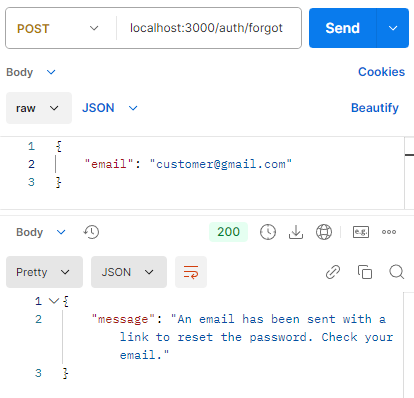 POST localhost:3000/auth/forgot Send
Body Cookies
raw JSON Beautify
1 {
2 "email": "customer@gmail.com"
3 }
Body 200 e.g.
Pretty JSON
1 {
2 "message": "An email has been sent with a
link to reset the password. Check your
email."
3 }